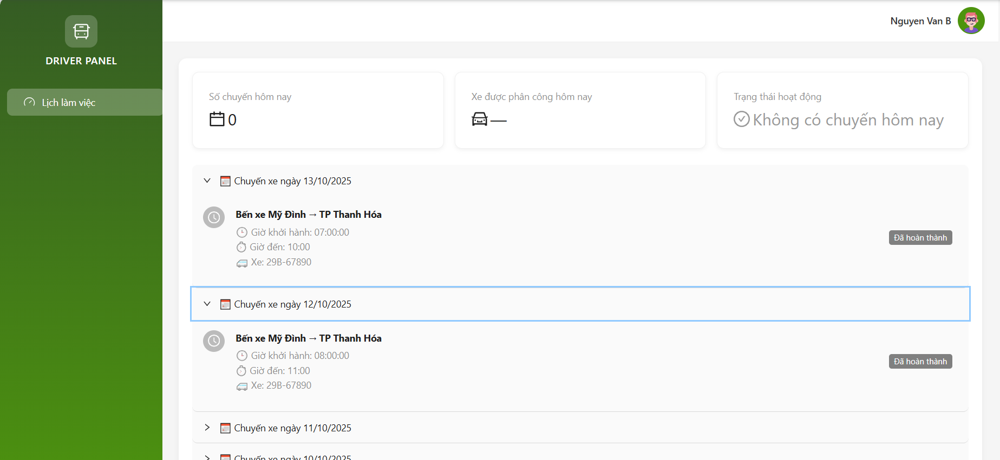 Nguyen Van B
DRIVER PANEL
Lịch làm việc
Số chuyến hôm nay
0
Xe được phân công hôm nay
—
Trạng thái hoạt động
Không có chuyến hôm nay
Chuyến xe ngày 13/10/2025
Bến xe Mỹ Đình → TP Thanh Hóa
Giờ khởi hành: 07:00:00
Giờ đến: 10:00
Xe: 29B-67890
Đã hoàn thành
Chuyến xe ngày 12/10/2025
Bến xe Mỹ Đình → TP Thanh Hóa
Giờ khởi hành: 08:00:00
Giờ đến: 11:00
Xe: 29B-67890
Đã hoàn thành
Chuyến xe ngày 11/10/2025
Chuyến xe ngày 10/10/2025